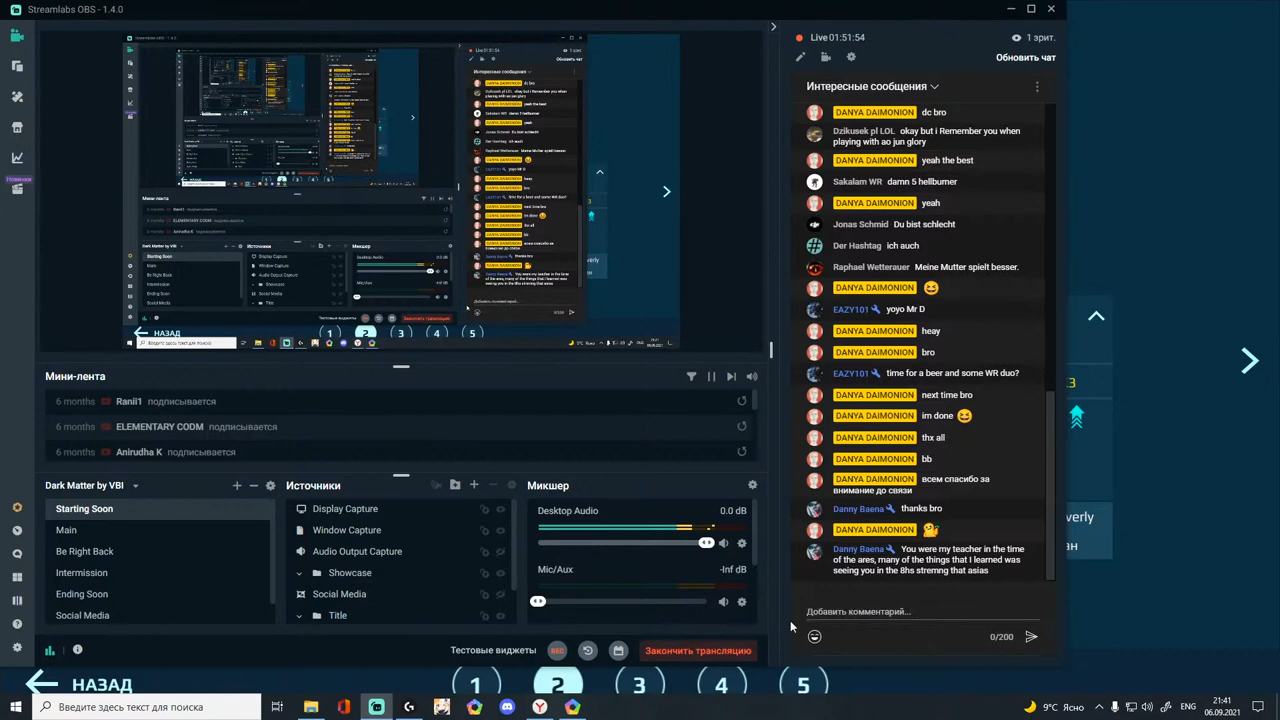 Streamlabs OBS - 1.4.0
Live 01:51:54
1 зрит.
Обновить чат
Интересные сообщения
DANYA DAIMONION dc bro
Dzikusek pl LOL okay but i remember you when
playing with ao jun glory
DANYA DAIMONION yeah the best
Sakalam WR damn 5 hellbumer
DANYA DAIMONION yeah
Jonas Schmid Du bist schlecht
Der Hashtag ich auch
Raphael Wetterauer Meine Mutter spielt besser.
DANYA DAIMONION
EAZY101 yoyo Mr D
DANYA DAIMONION heay
DANYA DAIMONION bro
EAZY101 time for a beer and some WR duo?
DANYA DAIMONION next time bro
DANYA DAIMONION im done
DANYA DAIMONION thx all
DANYA DAIMONION bb
DANYA DAIMONION всем спасибо за
внимание до связи
Danny Baena thanks bro
DANYA DAIMONION
Danny Baena You were my teacher in the time
of the ares, many of the things that I learned was
seeing you in the 8hs stremng that asias
Добавить комментарий...
0/200
Новинки
Мини-лента
6 months Ranii1 подписывается
6 months ELEMENTARY CODM подписывается
6 months Anirudha K подписывается
Dark Matter by VBI
Starting Soon
Main
Be Right Back
Intermission
Ending Soon
Social Media
Источники
Display Capture
Window Capture
Audio Output Capture
Showcase
Social Media
Title
Микшер
Desktop Audio 0.0 dB
Mic/Aux -Inf dB
Тестовые виджеты
REC
Закончить трансляцию
НАЗАД
1 2 3 4 5
Введите здесь текст для поиска
9°C Ясно
ENG
21:41
06.09.2021